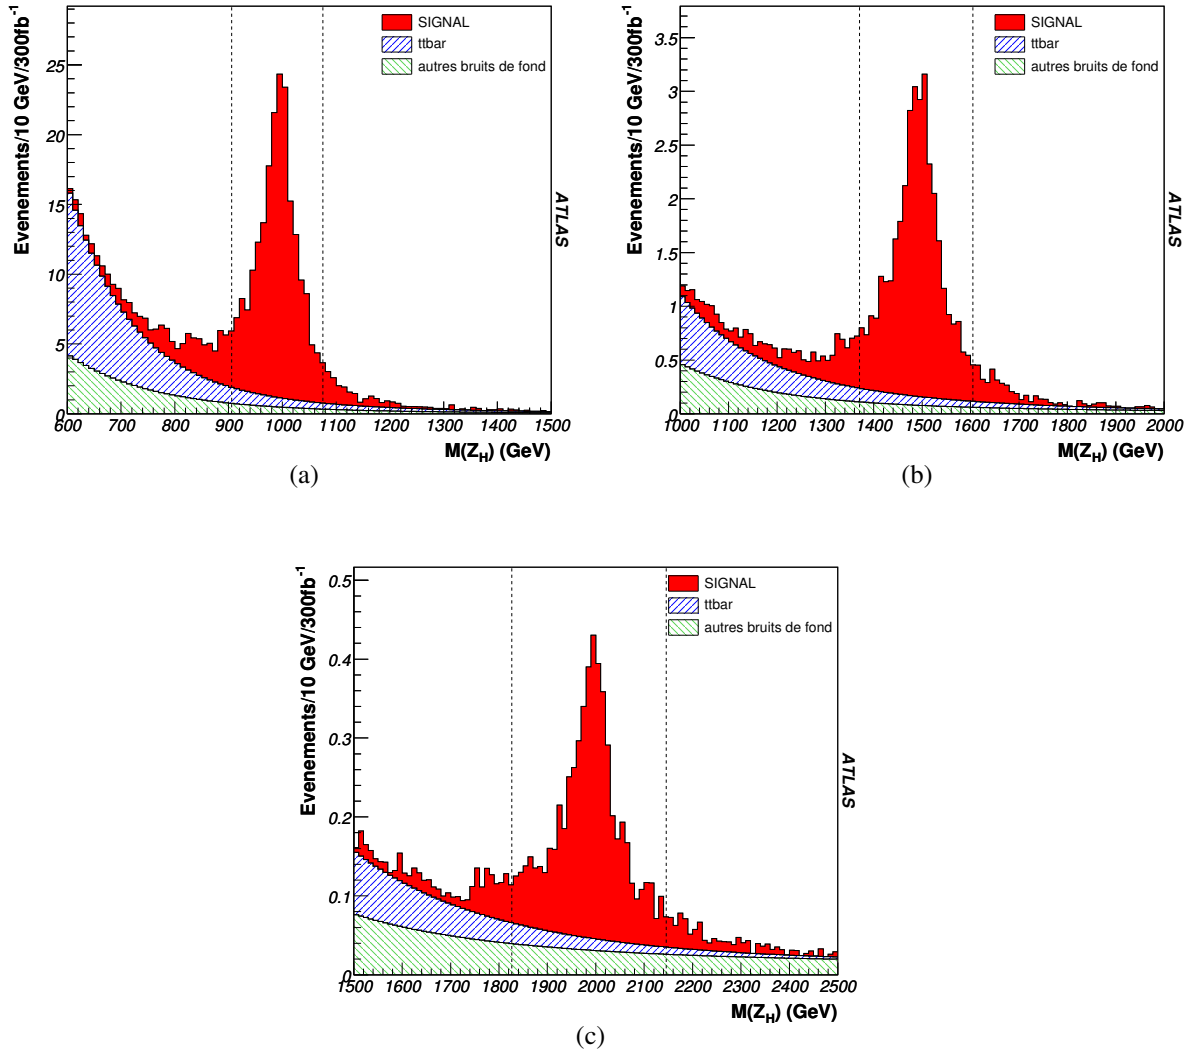 Evenements/10 GeV/300fb-1
25
20
15
10
5
0
600 700 800 900 1000 1100 1200 1300 1400 1500
M(ZH) (GeV)
SIGNAL
ttbar
autres bruits de fond
ATLAS
(a)
Evenements/10 GeV/300fb-1
3.5
3
2.5
2
1.5
1
0.5
0
1000 1100 1200 1300 1400 1500 1600 1700 1800 1900 2000
M(ZH) (GeV)
SIGNAL
ttbar
autres bruits de fond
ATLAS
(b)
Evenements/10 GeV/300fb-1
0.5
0.4
0.3
0.2
0.1
0
1500 1600 1700 1800 1900 2000 2100 2200 2300 2400 2500
M(ZH) (GeV)
SIGNAL
ttbar
autres bruits de fond
ATLAS
(c)